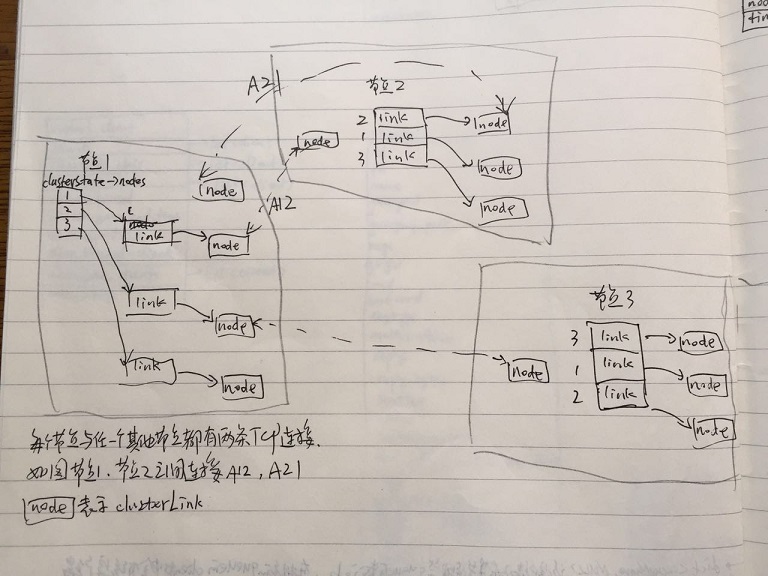 节点1
clusterState→nodes
1
2
3
link
node
link
node
link
node
node
A21
A12
节点2
node
2 link node
1 link node
3 link node
节点3
node
3 link node
1 link node
2 link node
每个节点与任一个其他节点都有两条TCP连接.
如图节点1、节点2之间连接A12, A21
node 表示 clusterLink